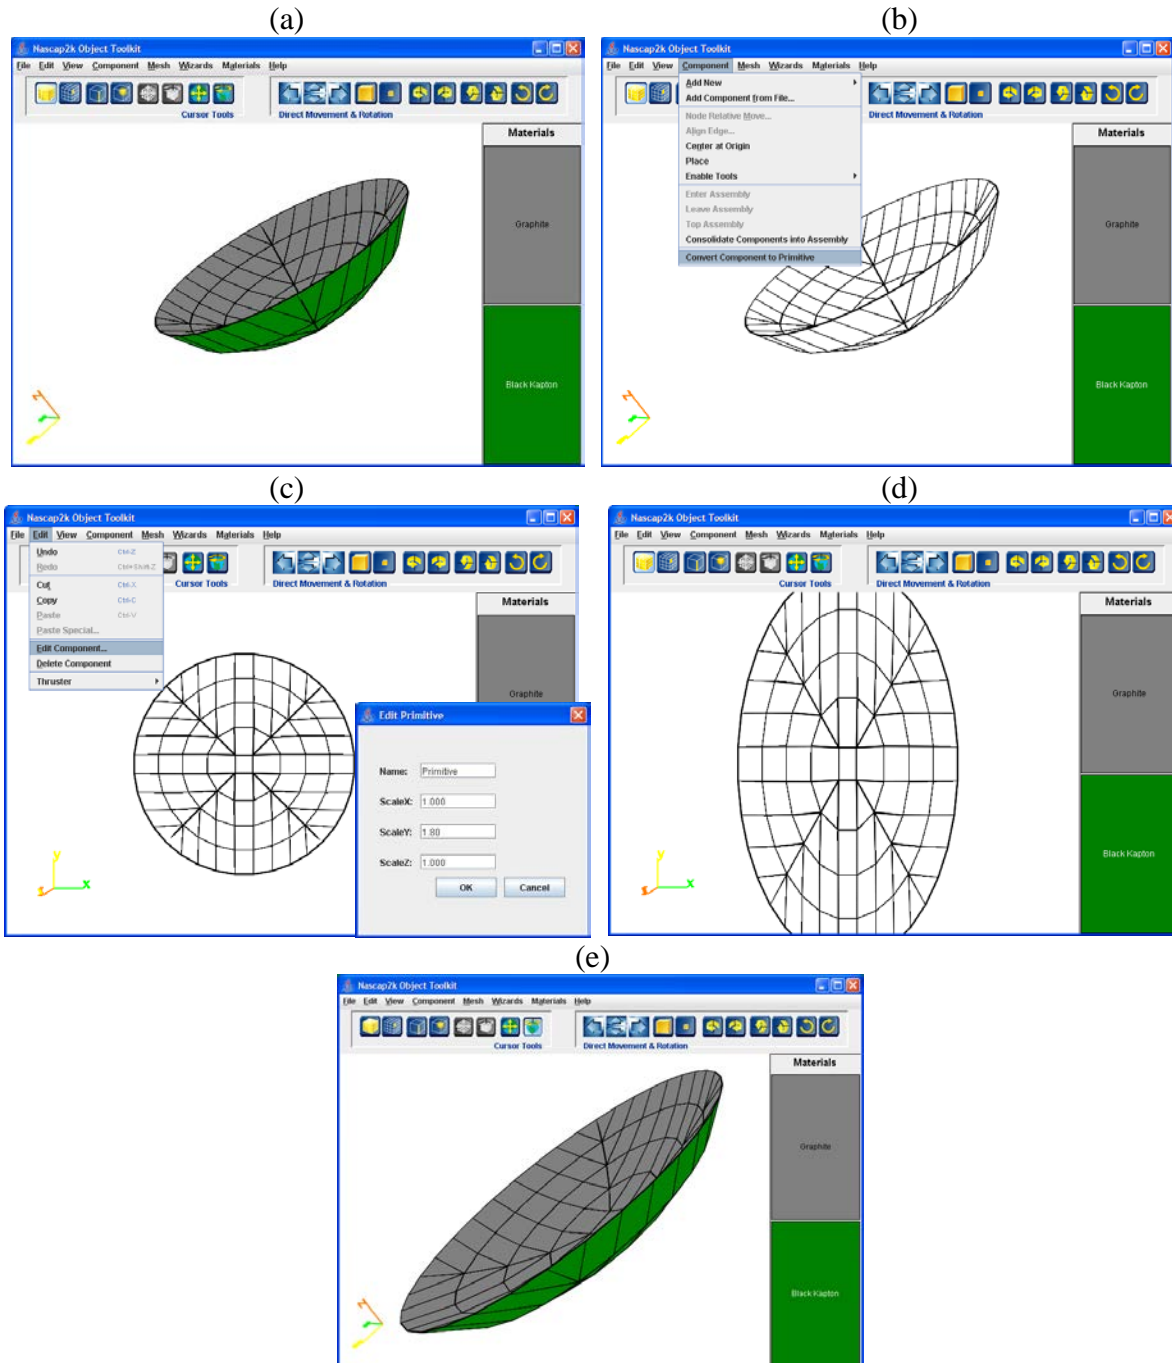 (a)
Nascap2k Object Toolkit
File Edit View Component Mesh Wizards Materials Help
Cursor Tools
Direct Movement & Rotation
Materials
Graphite
Black Kapton
Z
(b)
Nascap2k Object Toolkit
File Edit View Component Mesh Wizards Materials Help
Add New
Add Component from File...
Node Relative Move...
Align Edge...
Center at Origin
Place
Enable Tools
Enter Assembly
Leave Assembly
Top Assembly
Consolidate Components into Assembly
Convert Component to Primitive
Direct Movement & Rotation
Materials
Graphite
Black Kapton
Z
(c)
Nascap2k Object Toolkit
File Edit View Component Mesh Wizards Materials Help
Undo Ctrl-Z
Redo Ctrl+Shift-Z
Cut Ctrl-X
Copy Ctrl-C
Paste Ctrl-V
Paste Special...
Edit Component...
Delete Component
Thruster
Cursor Tools
Direct Movement & Rotation
Materials
Graphite
Edit Primitive
Name: Primitive
ScaleX: 1.000
ScaleY: 1.80
ScaleZ: 1.000
OK Cancel
y
x
(d)
Nascap2k Object Toolkit
File Edit View Component Mesh Wizards Materials Help
Cursor Tools
Direct Movement & Rotation
Materials
Graphite
Black Kapton
y
x
(e)
Nascap2k Object Toolkit
File Edit View Component Mesh Wizards Materials Help
Cursor Tools
Direct Movement & Rotation
Materials
Graphite
Black Kapton
Z